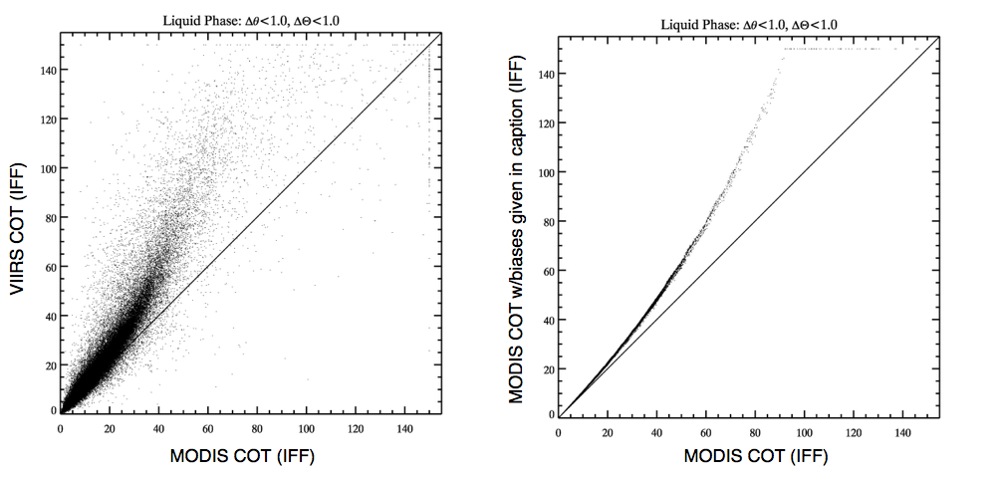 Liquid Phase: Δθ<1.0, ΔΘ<1.0
VIIRS COT (IFF)
140
120
100
80
60
40
20
0
0 20 40 60 80 100 120 140
MODIS COT (IFF)
Liquid Phase: Δθ<1.0, ΔΘ<1.0
MODIS COT w/biases given in caption (IFF)
140
120
100
80
60
40
20
0
0 20 40 60 80 100 120 140
MODIS COT (IFF)